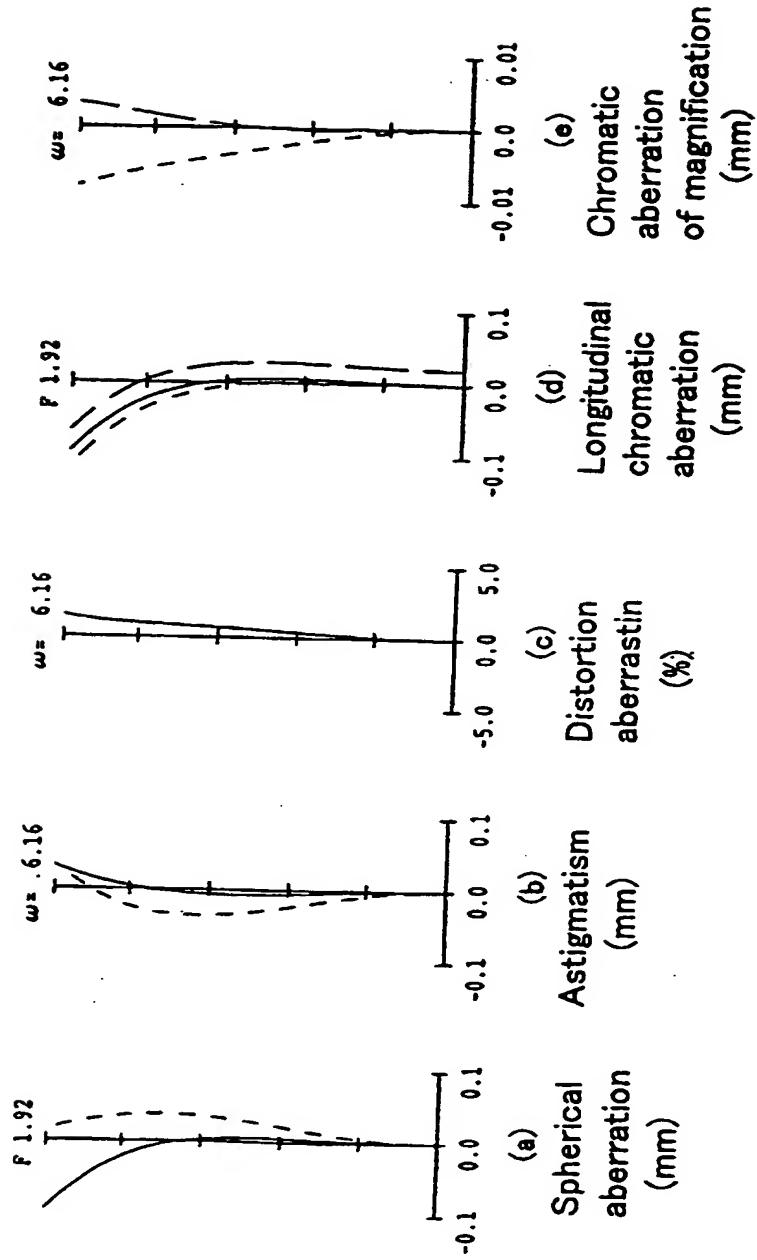 F 1.92
-0.1 0.0 0.1
(a)
Spherical
aberration
(mm)
ω= 6.16
-0.1 0.0 0.1
(b)
Astigmatism
(mm)
ω= 6.16
-5.0 0.0 5.0
(c)
Distortion
aberrastin
(%)
F 1.92
-0.1 0.0 0.1
(d)
Longitudinal
chromatic
aberration
(mm)
ω= 6.16
-0.01 0.0 0.01
(e)
Chromatic
aberration
of magnification
(mm)